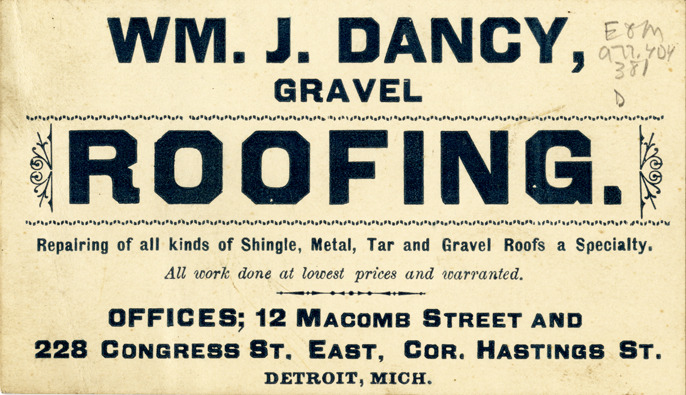 WM. J. DANCY,
GRAVEL
ROOFING.
Repairing of all kinds of Shingle, Metal, Tar and Gravel Roofs a Specialty.
All work done at lowest prices and warranted.
OFFICES; 12 MACOMB STREET AND
228 CONGRESS ST. EAST, COR. HASTINGS ST.
DETROIT, MICH.
E&M
977.404
381
D